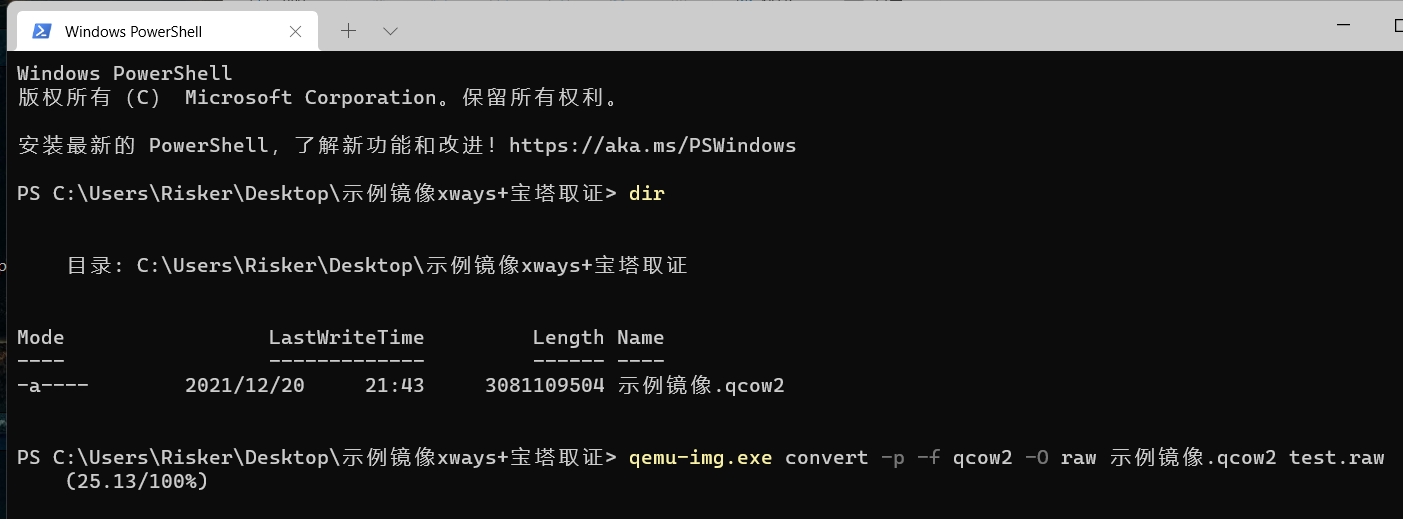 Windows PowerShell
Windows PowerShell
版权所有 (C) Microsoft Corporation。保留所有权利。
安装最新的 PowerShell,了解新功能和改进!https://aka.ms/PSWindows
PS C:\Users\Risker\Desktop\示例镜像xways+宝塔取证> dir
目录: C:\Users\Risker\Desktop\示例镜像xways+宝塔取证
Mode LastWriteTime Length Name
---- ------------- ------ ----
-a---- 2021/12/20 21:43 3081109504 示例镜像.qcow2
PS C:\Users\Risker\Desktop\示例镜像xways+宝塔取证> qemu-img.exe convert -p -f qcow2 -O raw 示例镜像.qcow2 test.raw
(25.13/100%)